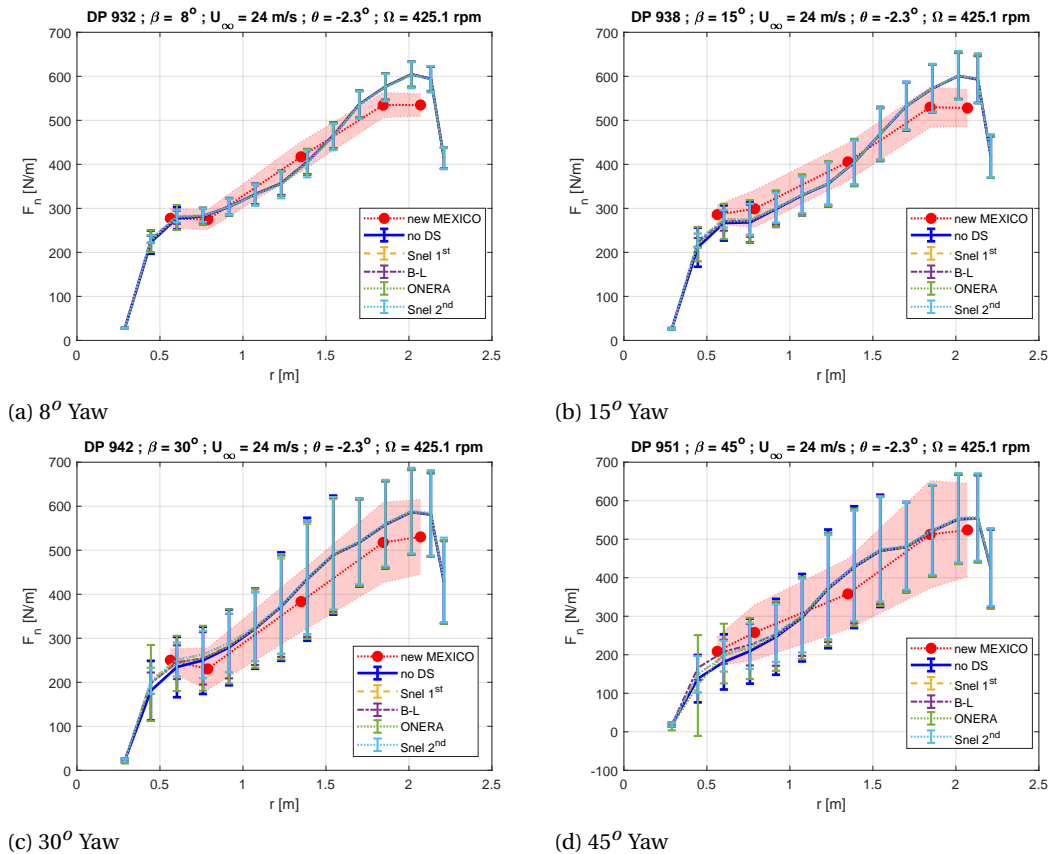 DP 932 ; β = 8° ; U∞ = 24 m/s ; θ = -2.3° ; Ω = 425.1 rpm
700
600
500
400
300
200
100
0
Fn [N/m]
0 0.5 1 1.5 2 2.5
r [m]
new MEXICO
no DS
Snel 1st
B-L
ONERA
Snel 2nd
(a) 8o Yaw
DP 938 ; β = 15° ; U∞ = 24 m/s ; θ = -2.3° ; Ω = 425.1 rpm
700
600
500
400
300
200
100
0
Fn [N/m]
0 0.5 1 1.5 2 2.5
r [m]
new MEXICO
no DS
Snel 1st
B-L
ONERA
Snel 2nd
(b) 15o Yaw
DP 942 ; β = 30° ; U∞ = 24 m/s ; θ = -2.3° ; Ω = 425.1 rpm
700
600
500
400
300
200
100
0
Fn [N/m]
0 0.5 1 1.5 2 2.5
r [m]
new MEXICO
no DS
Snel 1st
B-L
ONERA
Snel 2nd
(c) 30o Yaw
DP 951 ; β = 45° ; U∞ = 24 m/s ; θ = -2.3° ; Ω = 425.1 rpm
700
600
500
400
300
200
100
0
-100
Fn [N/m]
0 0.5 1 1.5 2 2.5
r [m]
new MEXICO
no DS
Snel 1st
B-L
ONERA
Snel 2nd
(d) 45o Yaw